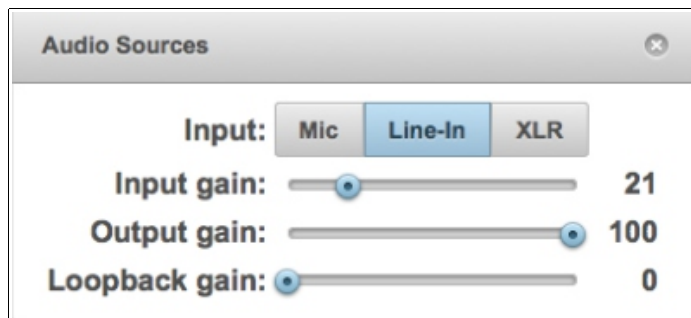 Audio Sources
Input: Mic Line-In XLR
Input gain: 21
Output gain: 100
Loopback gain: 0